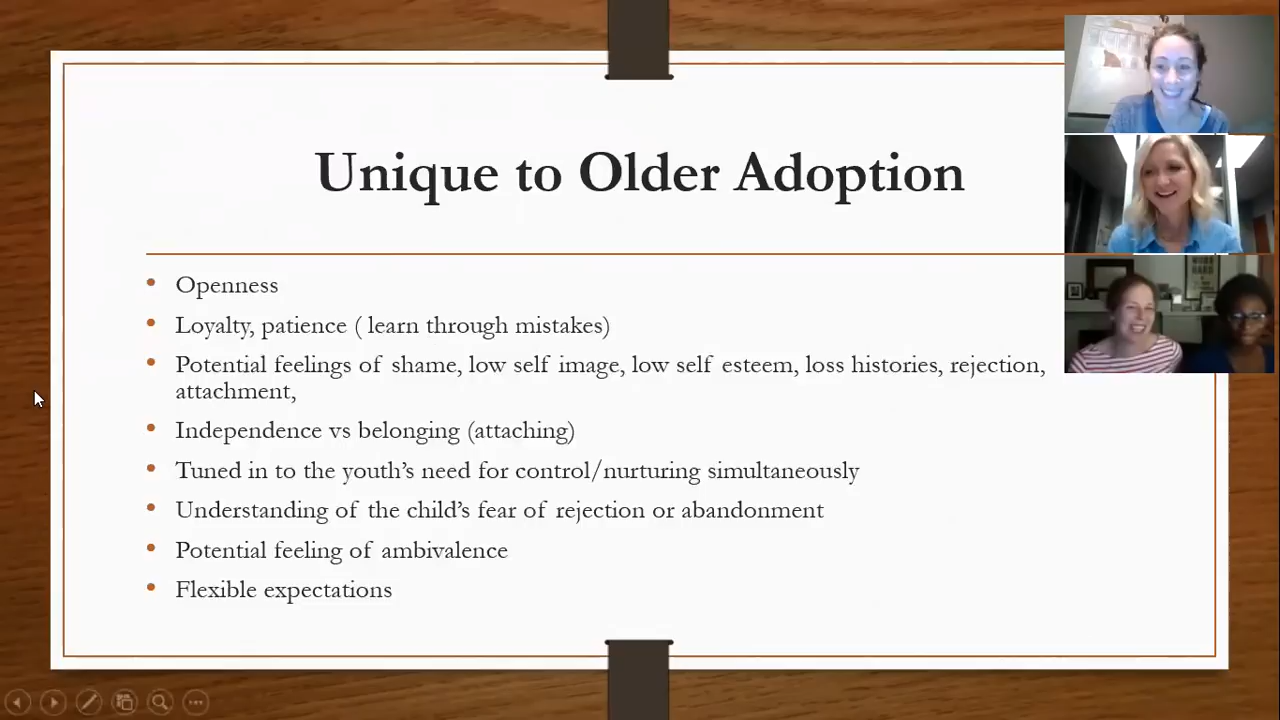 Unique to Older Adoption
• Openness
• Loyalty, patience ( learn through mistakes)
• Potential feelings of shame, low self image, low self esteem, loss histories, rejection,
attachment,
• Independence vs belonging (attaching)
• Tuned in to the youth’s need for control/nurturing simultaneously
• Understanding of the child’s fear of rejection or abandonment
• Potential feeling of ambivalence
• Flexible expectations
WORK
HARD